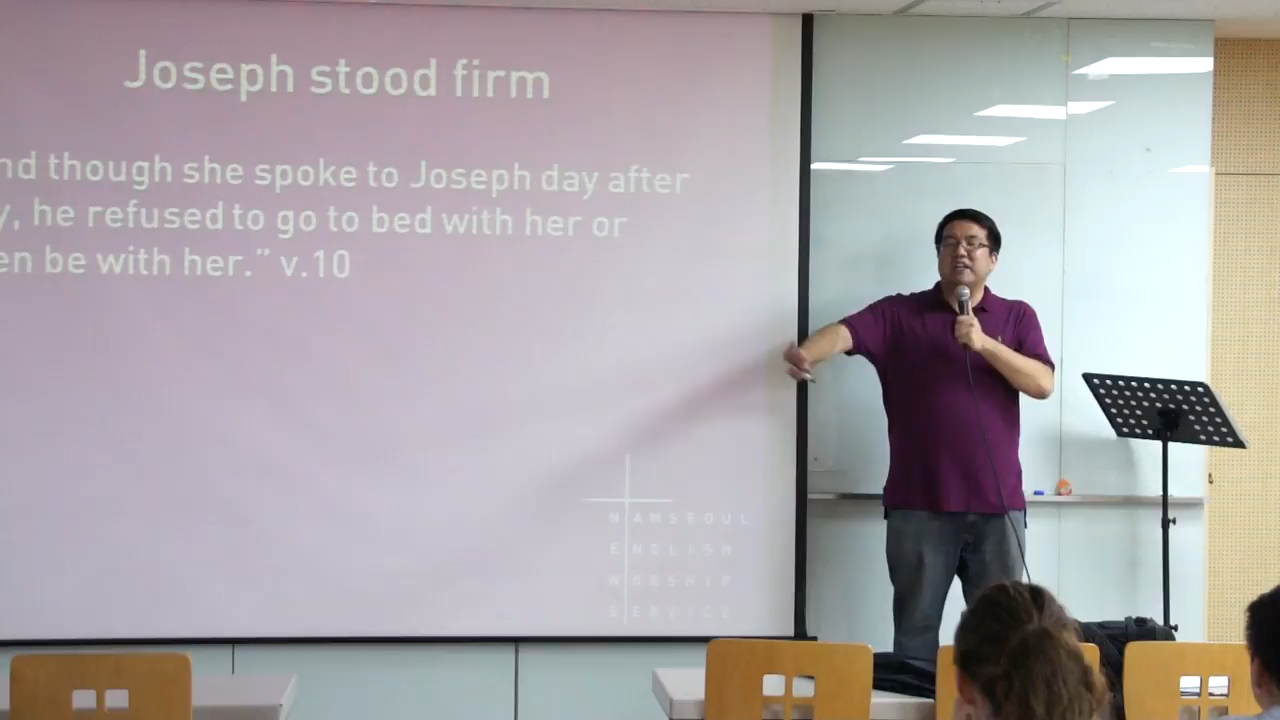 Joseph stood firm
nd though she spoke to Joseph day after
y, he refused to go to bed with her or
en be with her.” v.10
NAMSEOUL
ENGLISH
WORSHIP
SERVICE